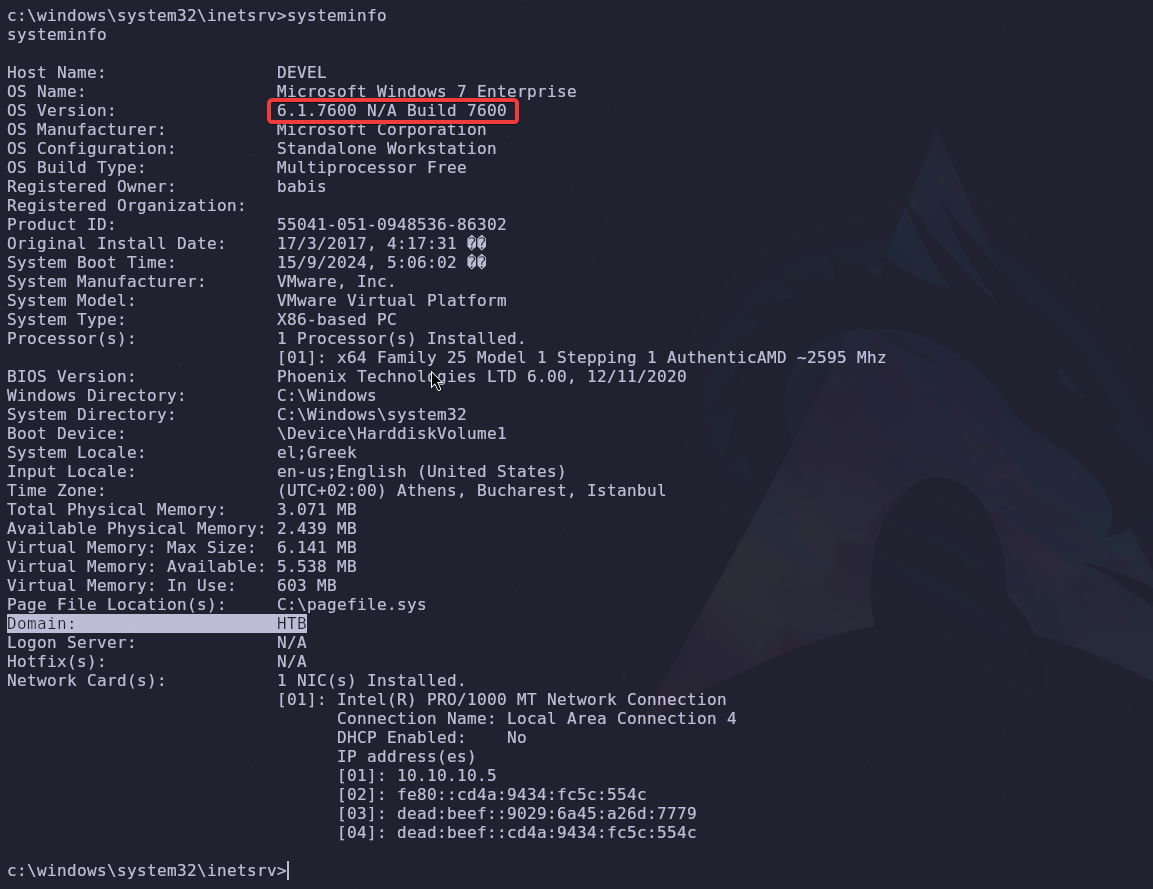 c:\windows\system32\inetsrv>systeminfo
systeminfo
Host Name:                 DEVEL
OS Name:                   Microsoft Windows 7 Enterprise
OS Version:                6.1.7600 N/A Build 7600
OS Manufacturer:           Microsoft Corporation
OS Configuration:          Standalone Workstation
OS Build Type:             Multiprocessor Free
Registered Owner:          babis
Registered Organization:
Product ID:                55041-051-0948536-86302
Original Install Date:     17/3/2017, 4:17:31 ��
System Boot Time:          15/9/2024, 5:06:02 ��
System Manufacturer:       VMware, Inc.
System Model:              VMware Virtual Platform
System Type:               X86-based PC
Processor(s):              1 Processor(s) Installed.
                           [01]: x64 Family 25 Model 1 Stepping 1 AuthenticAMD ~2595 Mhz
BIOS Version:              Phoenix Technologies LTD 6.00, 12/11/2020
Windows Directory:         C:\Windows
System Directory:          C:\Windows\system32
Boot Device:               \Device\HarddiskVolume1
System Locale:             el;Greek
Input Locale:              en-us;English (United States)
Time Zone:                 (UTC+02:00) Athens, Bucharest, Istanbul
Total Physical Memory:     3.071 MB
Available Physical Memory: 2.439 MB
Virtual Memory: Max Size:  6.141 MB
Virtual Memory: Available: 5.538 MB
Virtual Memory: In Use:    603 MB
Page File Location(s):     C:\pagefile.sys
Domain:                    HTB
Logon Server:              N/A
Hotfix(s):                 N/A
Network Card(s):           1 NIC(s) Installed.
                           [01]: Intel(R) PRO/1000 MT Network Connection
                                 Connection Name: Local Area Connection 4
                                 DHCP Enabled:    No
                                 IP address(es)
                                 [01]: 10.10.10.5
                                 [02]: fe80::cd4a:9434:fc5c:554c
                                 [03]: dead:beef::9029:6a45:a26d:7779
                                 [04]: dead:beef::cd4a:9434:fc5c:554c
c:\windows\system32\inetsrv>